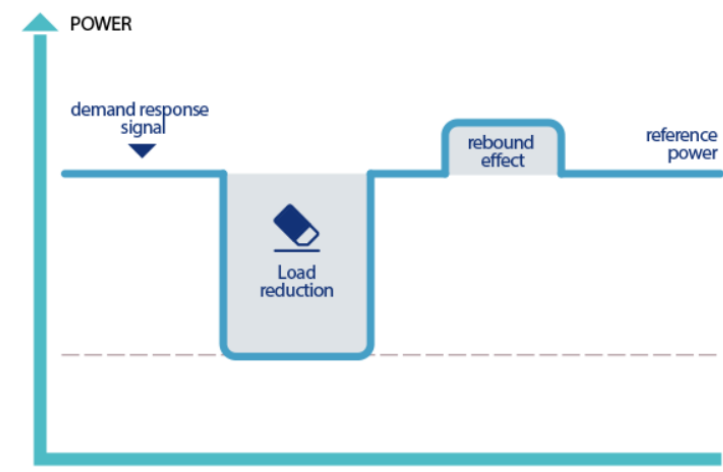 POWER
demand response
signal
rebound
effect
reference
power
Load
reduction